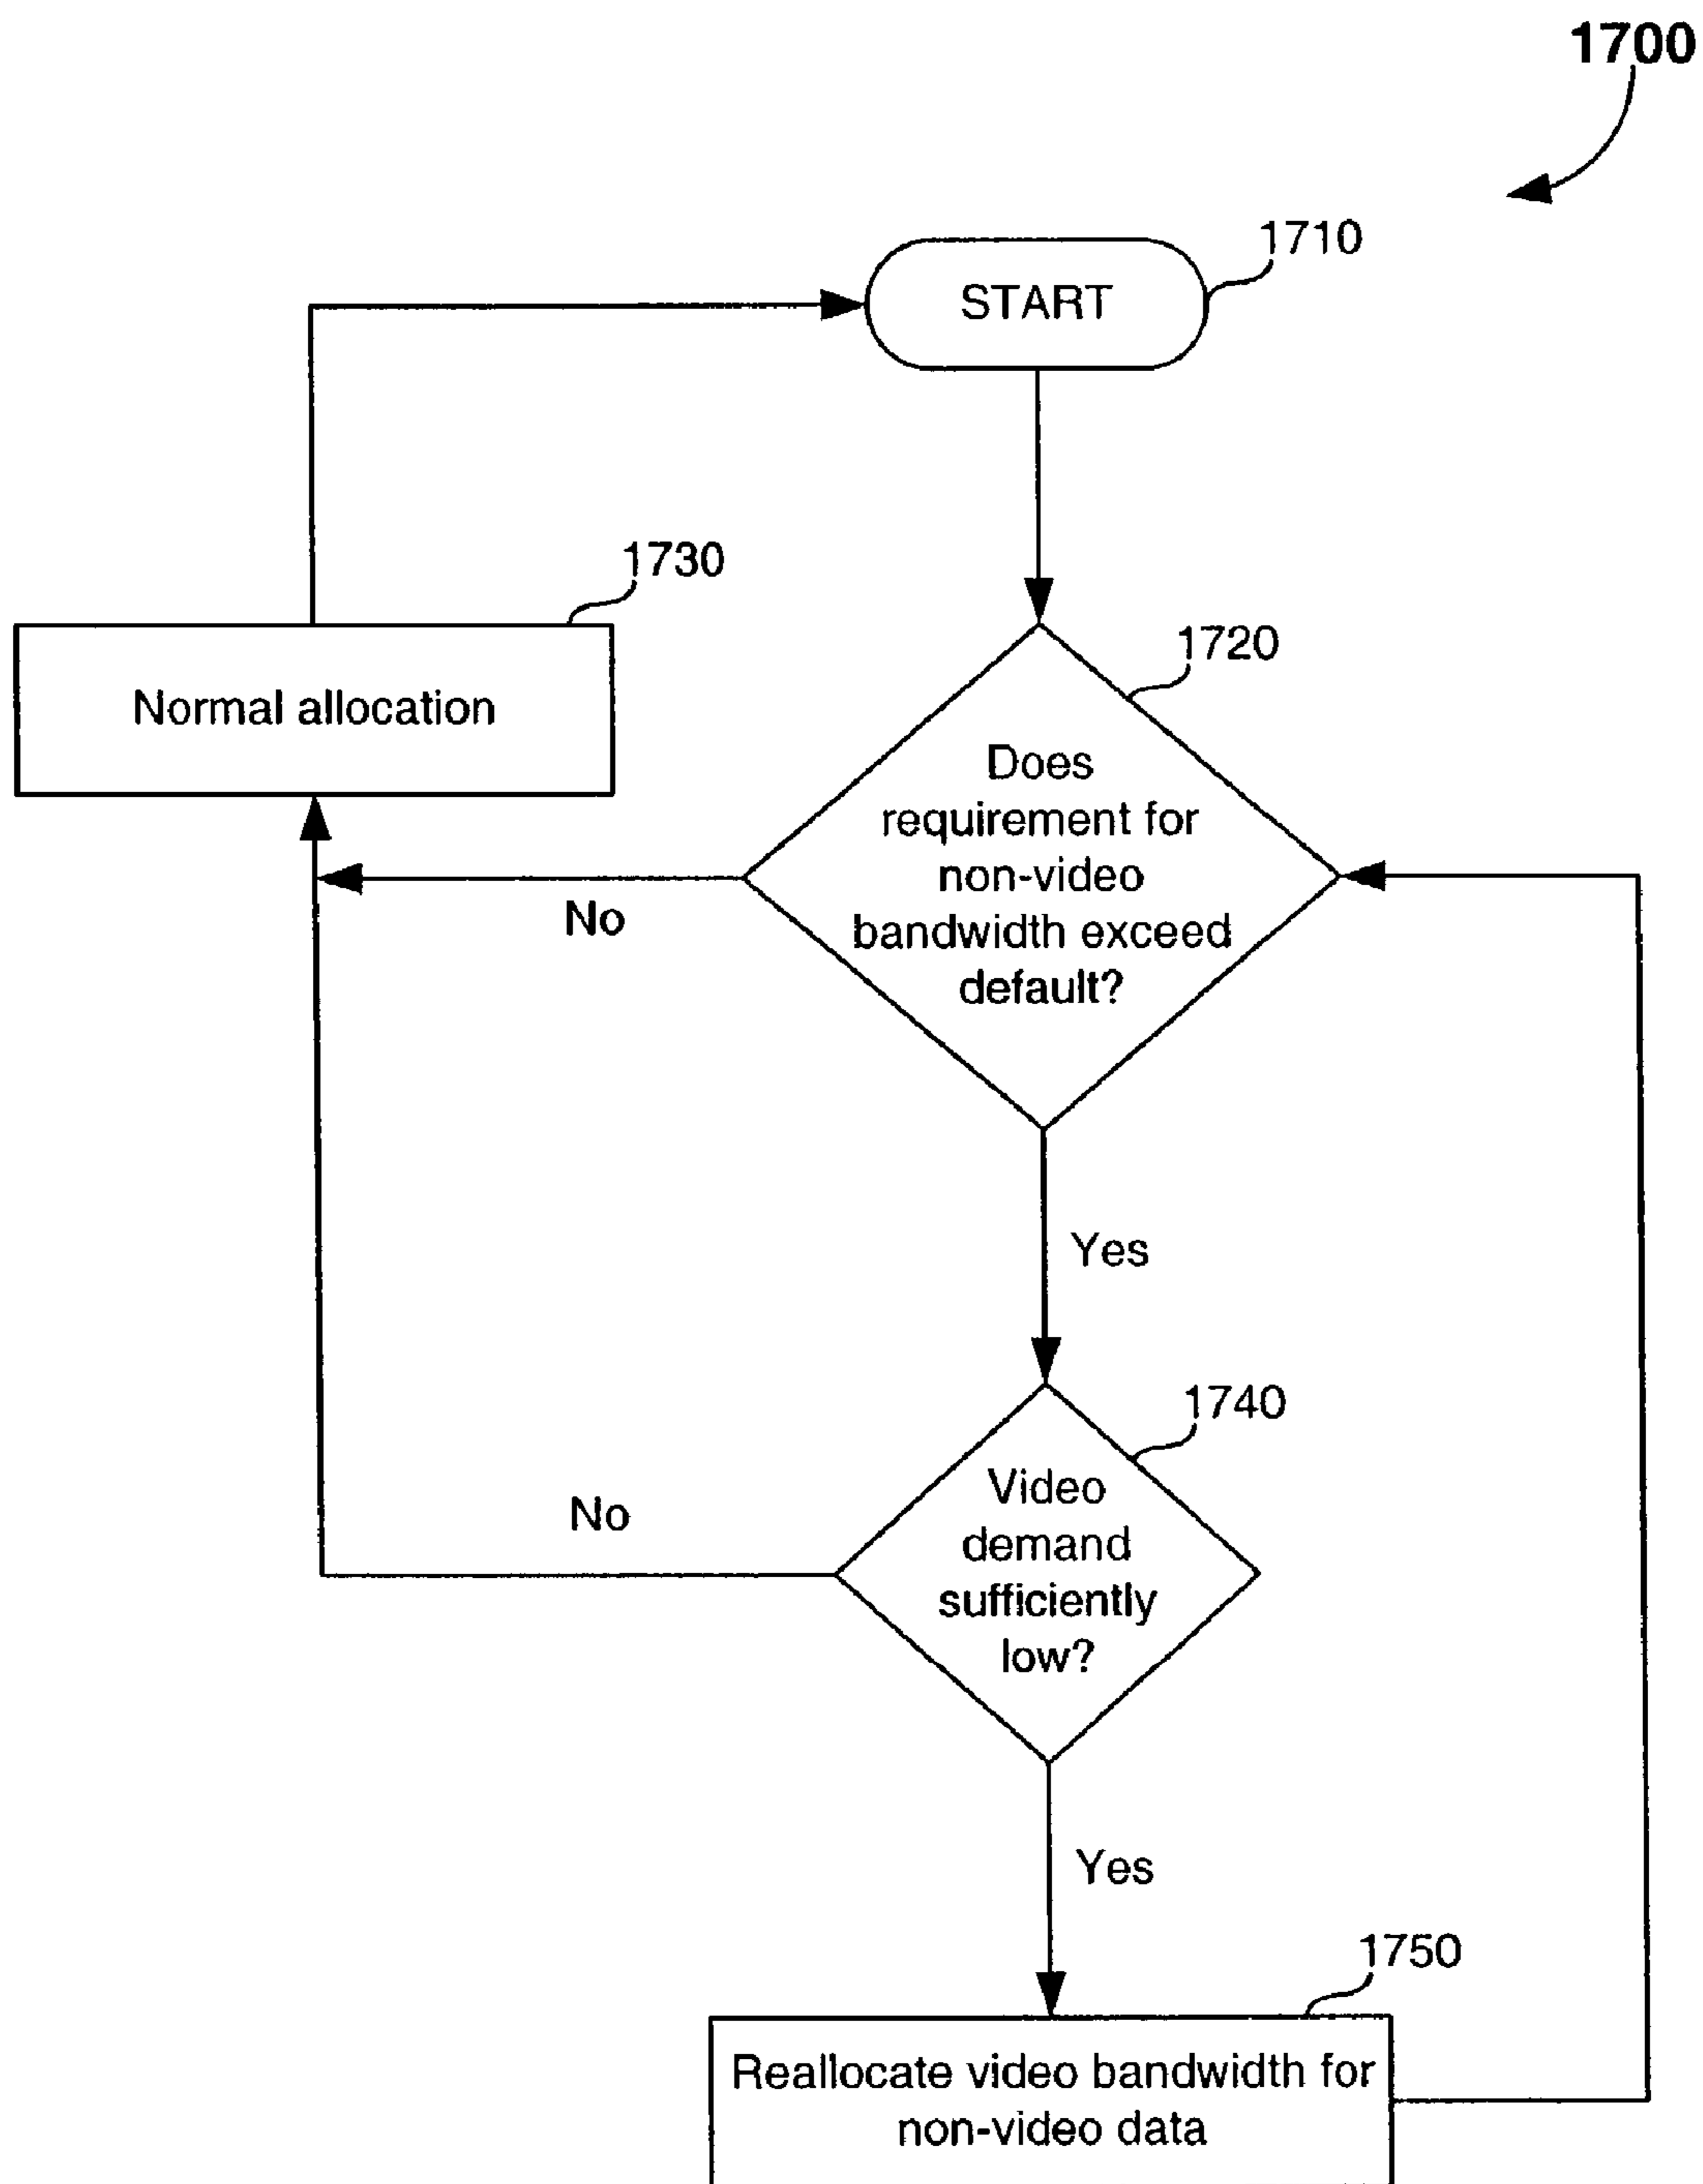 1700
1710
START
1730
Normal allocation
1720
Does
requirement for
non-video
bandwidth exceed
default?
No
Yes
1740
Video
demand
sufficiently
low?
No
Yes
1750
Reallocate video bandwidth for
non-video data